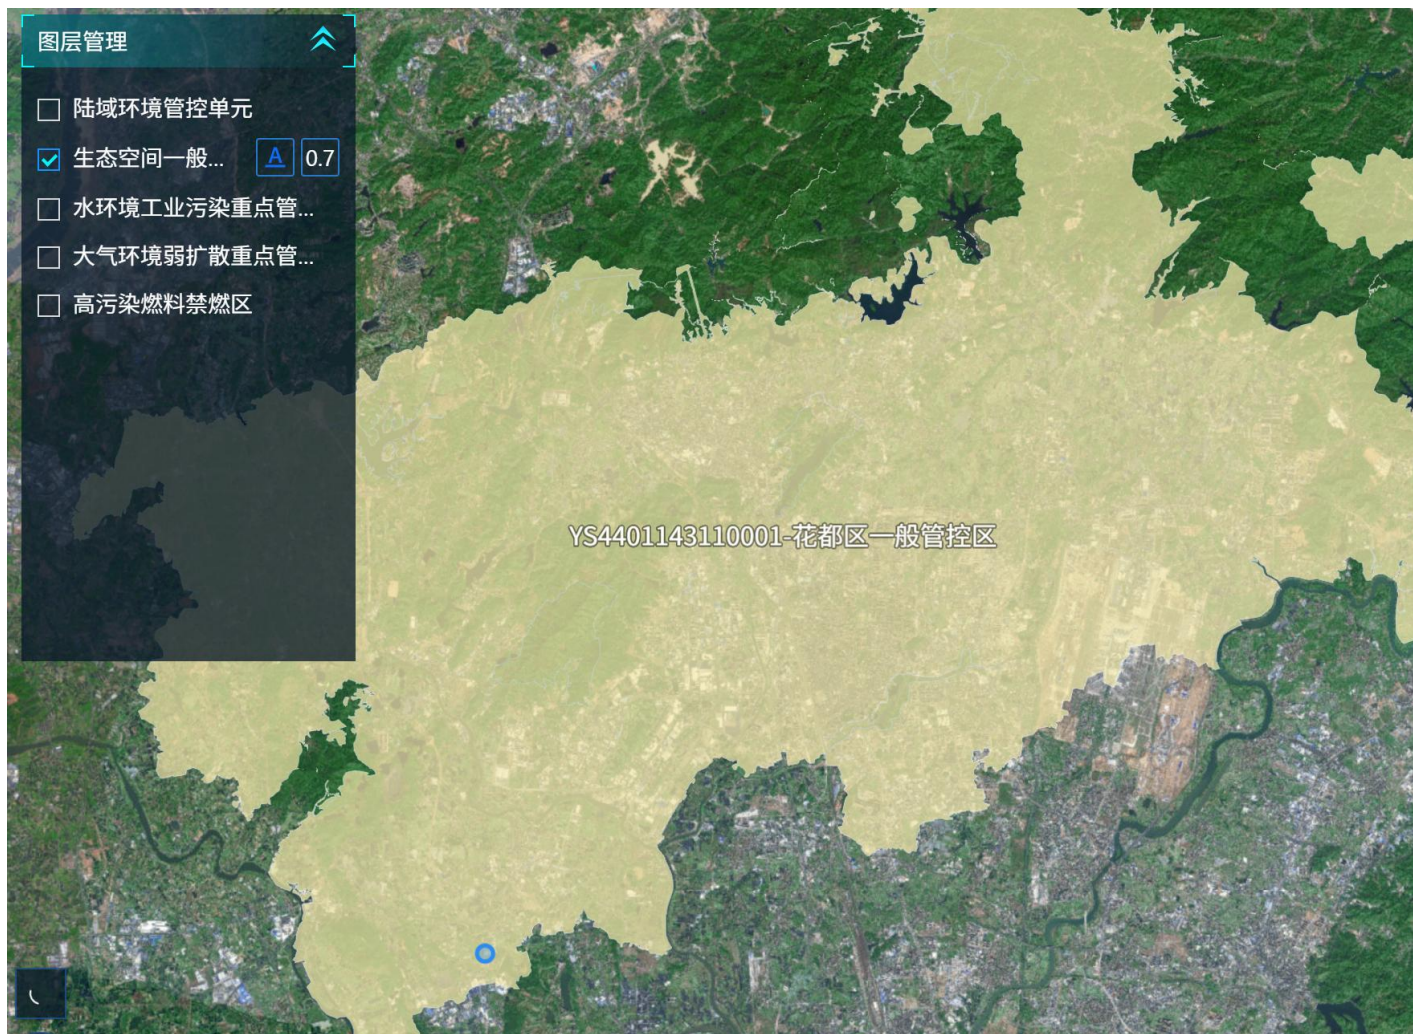 图层管理
陆域环境管控单元
生态空间一般... A 0.7
水环境工业污染重点管...
大气环境弱扩散重点管...
高污染燃料禁燃区
YS4401143110001-花都区一般管控区